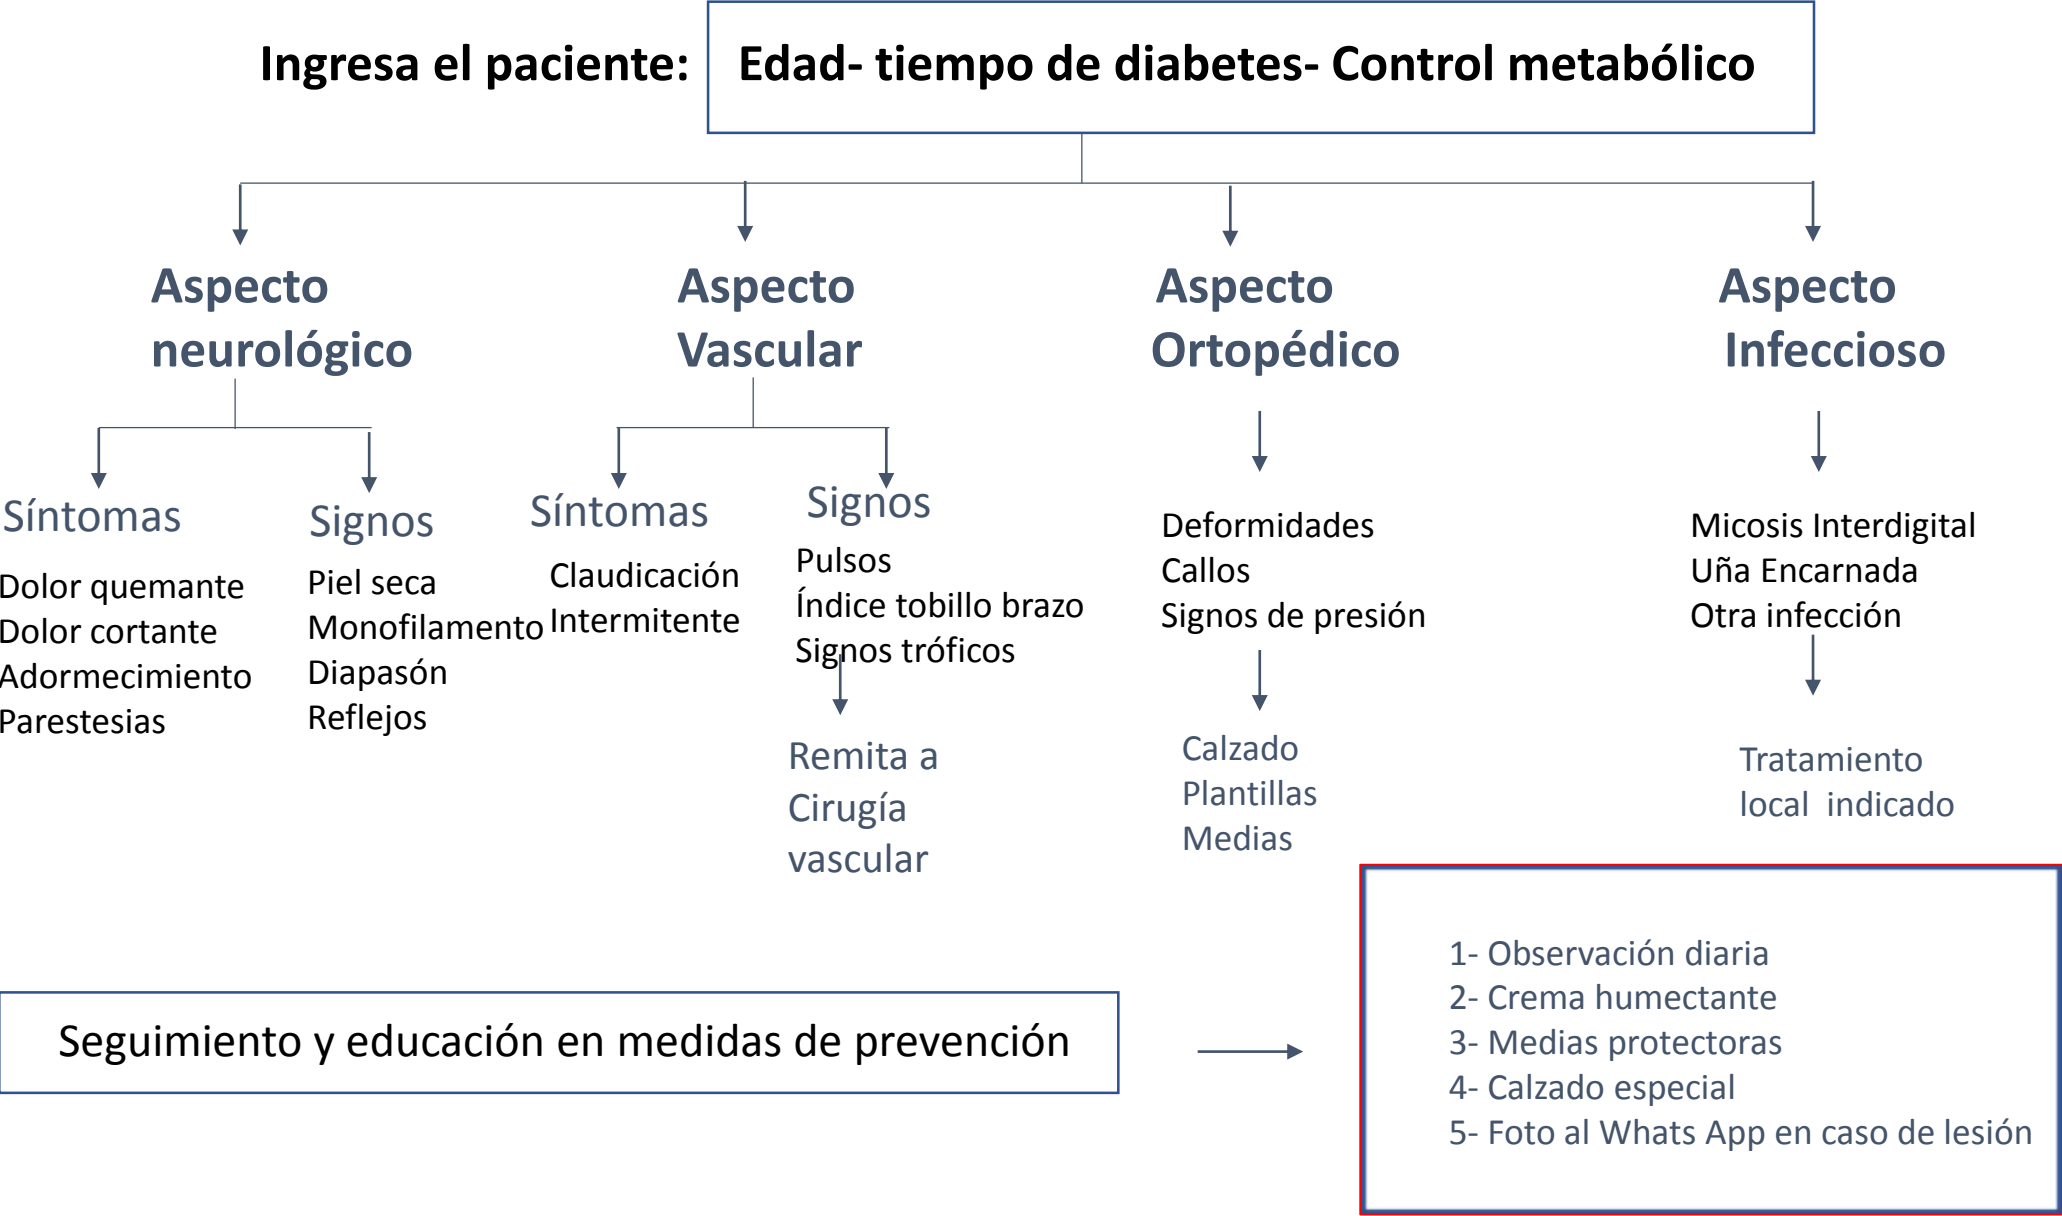 Ingresa el paciente: Edad- tiempo de diabetes- Control metabólico
Aspecto
neurológico
Síntomas
Dolor quemante
Dolor cortante
Adormecimiento
Parestesias
Signos
Piel seca
Monofilamento
Diapasón
Reflejos
Aspecto
Vascular
Síntomas
Claudicación
Intermitente
Signos
Pulsos
Índice tobillo brazo
Signos tróficos
Remita a
Cirugía
vascular
Aspecto
Ortopédico
Deformidades
Callos
Signos de presión
Calzado
Plantillas
Medias
Aspecto
Infeccioso
Micosis Interdigital
Uña Encarnada
Otra infección
Tratamiento
local indicado
Seguimiento y educación en medidas de prevención
1- Observación diaria
2- Crema humectante
3- Medias protectoras
4- Calzado especial
5- Foto al Whats App en caso de lesión